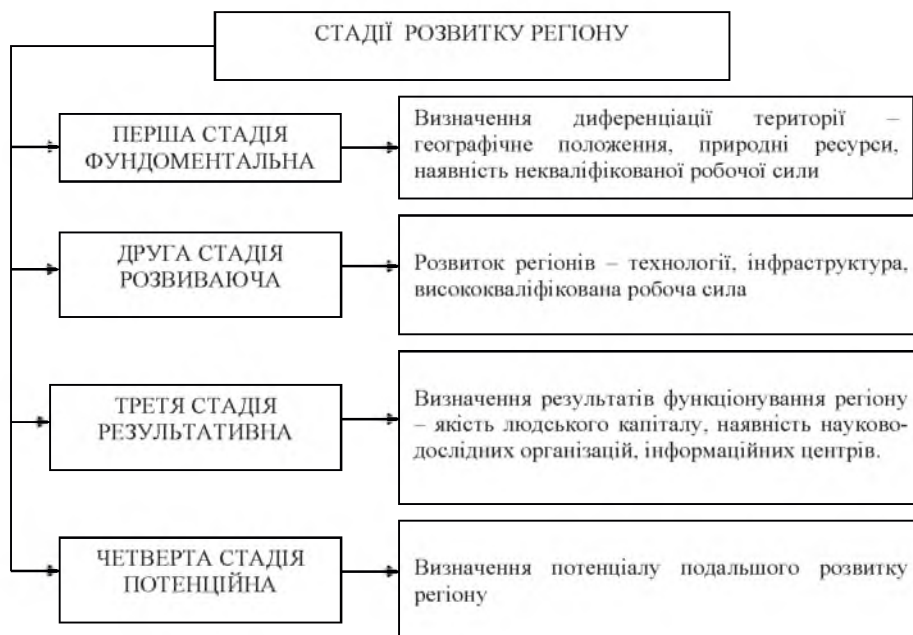 СТАДІЇ РОЗВИТКУ РЕГІОНУ
ПЕРША СТАДІЯ
ФУНДОМЕНТАЛЬНА
Визначення диференціації території –
географічне положення, природні ресурси,
наявність некваліфікованої робочої сили
ДРУГА СТАДІЯ
РОЗВИВАЮЧА
Розвиток регіонів – технології, інфраструктура,
висококваліфікована робоча сила
ТРЕТЯ СТАДІЯ
РЕЗУЛЬТАТИВНА
Визначення результатів функціонування регіону
– якість людського капіталу, наявність науково-
дослідних організацій, інформаційних центрів.
ЧЕТВЕРТА СТАДІЯ
ПОТЕНЦІЙНА
Визначення потенціалу подальшого розвитку
регіону